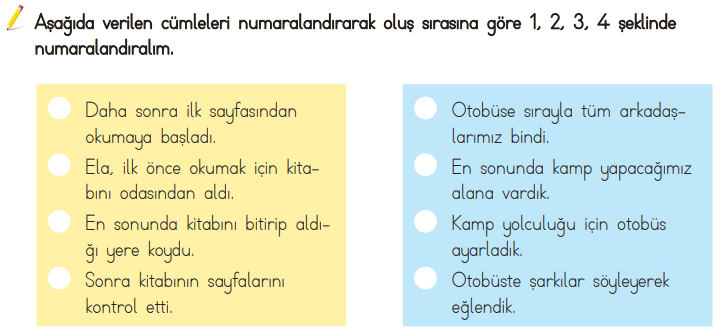 Aşağıda verilen cümleleri numaralandırarak oluş sırasına göre 1, 2, 3, 4 şeklinde
numaralandıralım.
Daha sonra ilk sayfasından
okumaya başladı.
Ela, ilk önce okumak için kita-
bını odasından aldı.
En sonunda kitabını bitirip aldı-
ğı yere koydu.
Sonra kitabının sayfalarını
kontrol etti.
Otobüse sırayla tüm arkadaş-
larımız bindi.
En sonunda kamp yapacağımız
alana vardık.
Kamp yolculuğu için otobüs
ayarladık.
Otobüste şarkılar söyleyerek
eğlendik.